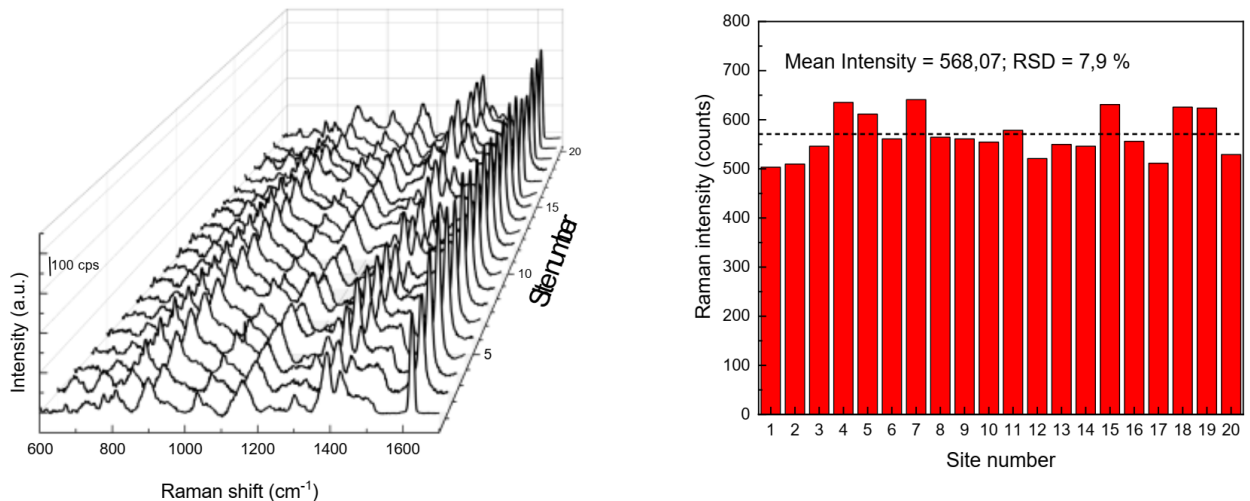 Intensity (a.u.)
100 cps
600 800 1000 1200 1400 1600
Raman shift (cm⁻¹)
5
10
15
20
Site number
Raman intensity (counts)
800
700
600
500
400
300
200
100
0
Mean Intensity = 568,07; RSD = 7,9 %
1 2 3 4 5 6 7 8 9 10 11 12 13 14 15 16 17 18 19 20
Site number